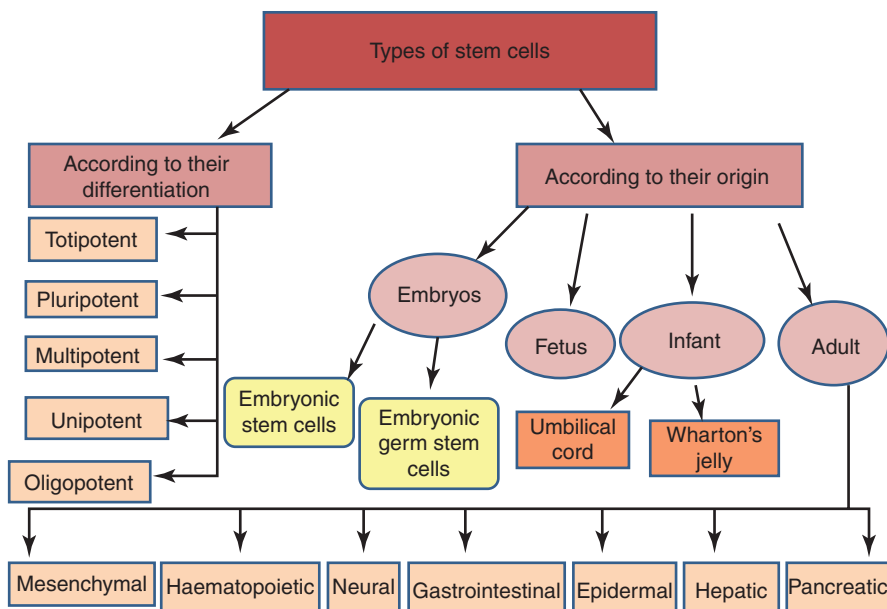 Types of stem cells
According to their
differentiation
According to their origin
Totipotent
Pluripotent
Multipotent
Unipotent
Oligopotent
Embryos
Fetus
Infant
Adult
Embryonic
stem cells
Embryonic
germ stem
cells
Umbilical
cord
Wharton's
jelly
Mesenchymal
Haematopoietic
Neural
Gastrointestinal
Epidermal
Hepatic
Pancreatic